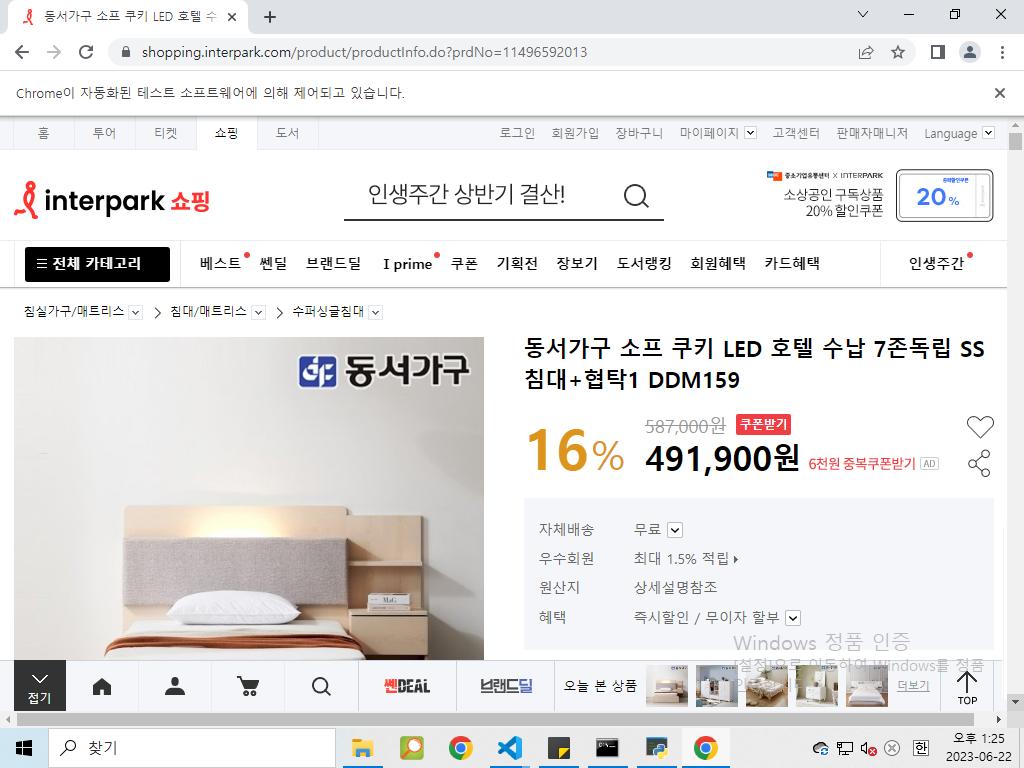 동서가구 소프 쿠키 LED 호텔 수
shopping.interpark.com/product/productInfo.do?prdNo=11496592013
Chrome이 자동화된 테스트 소프트웨어에 의해 제어되고 있습니다.
홈 투어 티켓 쇼핑 도서 로그인 회원가입 장바구니 마이페이지 고객센터 판매자매니저 Language
interpark 쇼핑
인생주간 상반기 결산!
중소기업유통센터 X INTERPARK
소상공인 구독상품
20% 할인쿠폰
20%
전체 카테고리 베스트 쎈딜 브랜드딜 I prime 쿠폰 기획전 장보기 도서랭킹 회원혜택 카드혜택 인생주간
침실가구/매트리스 침대/매트리스 수퍼싱글침대
동서가구
동서가구 소프 쿠키 LED 호텔 수납 7존독립 SS
침대+협탁1 DDM159
16%
587,000원 쿠폰받기
491,900원 6천원 중복쿠폰받기 AD
자체배송 무료
우수회원 최대 1.5% 적립
원산지 상세설명참조
혜택 즉시할인 / 무이자 할부
Windows 정품 인증
[설정]으로 이동하여 Windows를 정품
접기
쎈DEAL
브랜드딜
오늘 본 상품
더보기
TOP
찾기
한
오후 1:25
2023-06-22